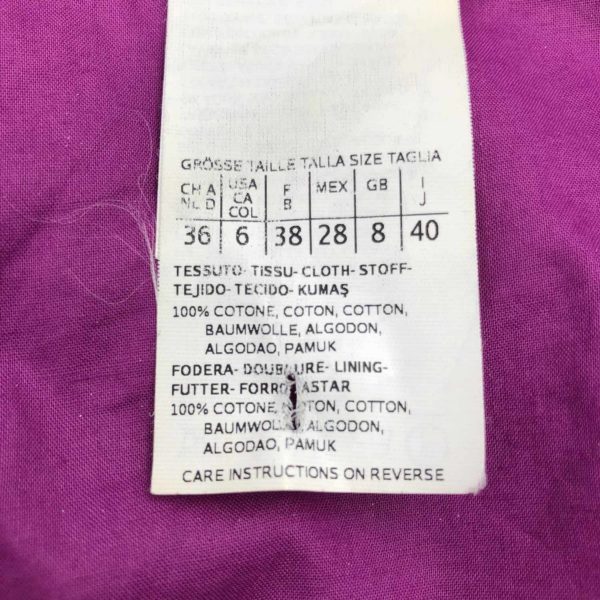 GRÖSSE TAILLE TALLA SIZE TAGLIA
CH A USA F MEX GB I
NL D CA B J
COL
36 6 38 28 8 40
TESSUTO- TISSU- CLOTH- STOFF-
TEJIDO- TECIDO- KUMAŞ
100% COTONE, COTON, COTTON,
BAUMWOLLE, ALGODON,
ALGODAO, PAMUK
FODERA- DOUBLURE- LINING-
FUTTER- FORRO- ASTAR
100% COTONE, COTON, COTTON,
BAUMWOLLE, ALGODON,
ALGODAO, PAMUK
CARE INSTRUCTIONS ON REVERSE